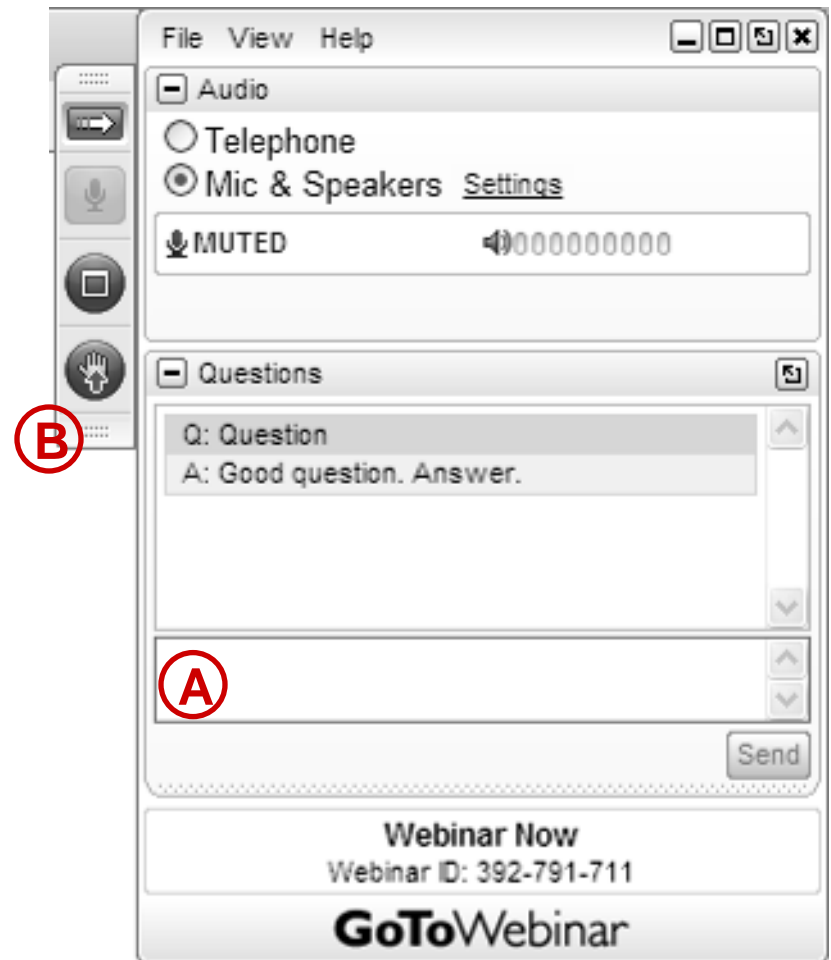 File View Help
Audio
Telephone
Mic & Speakers Settings
MUTED 000000000
Questions
Q: Question
A: Good question. Answer.
B
A
Send
Webinar Now
Webinar ID: 392-791-711
GoToWebinar